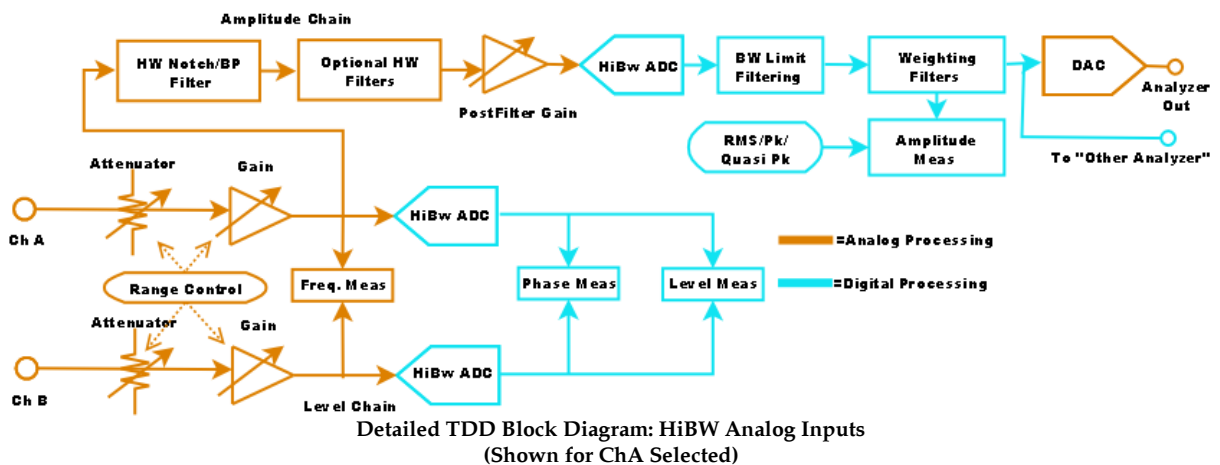 Amplitude Chain
HW Notch/BP
Filter
Optional HW
Filters
PostFilter Gain
HiBw ADC
BW Limit
Filtering
Weighting
Filters
DAC
Analyzer
Out
RMS/Pk/
Quasi Pk
Amplitude
Meas
To "Other Analyzer"
Attenuator
Gain
Ch A
HiBw ADC
=Analog Processing
Range Control
Freq. Meas
Phase Meas
Level Meas
=Digital Processing
Attenuator
Gain
Ch B
HiBw ADC
Level Chain
Detailed TDD Block Diagram: HiBW Analog Inputs
(Shown for ChA Selected)